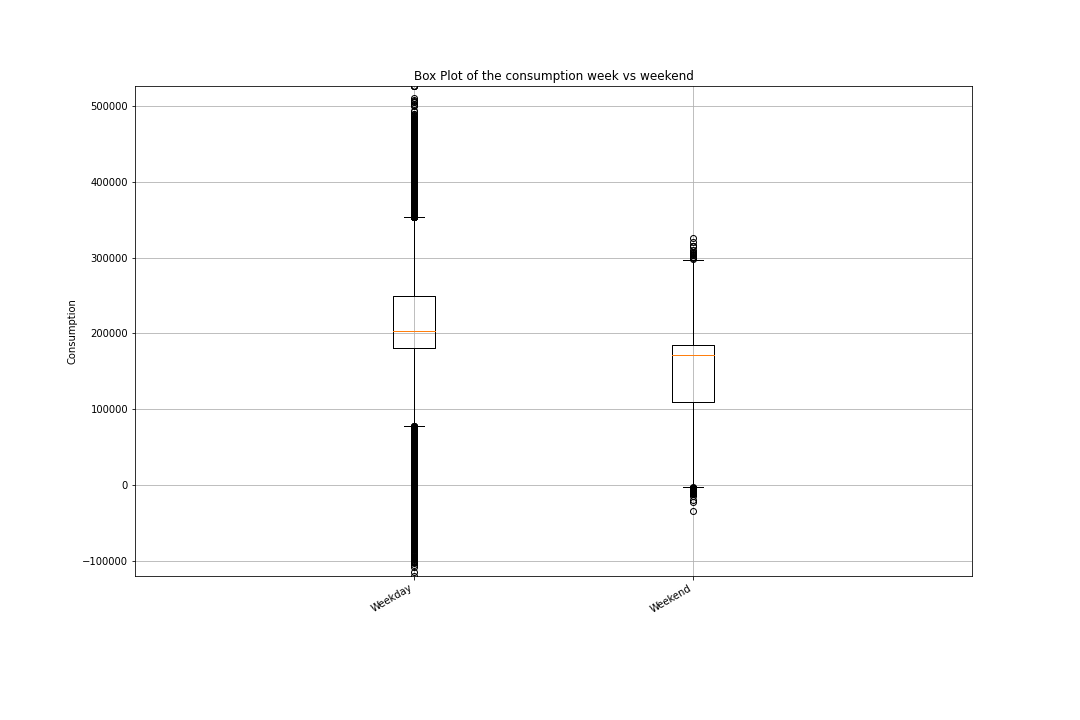 Box Plot of the consumption week vs weekend
500000
400000
300000
200000
100000
0
−100000
Consumption
Weekday
Weekend